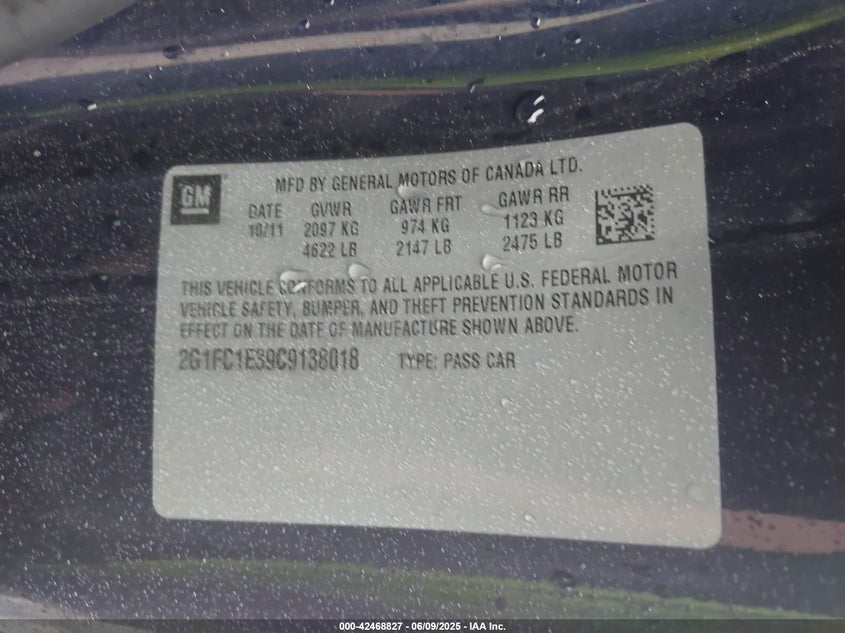 GM
MFD BY GENERAL MOTORS OF CANADA LTD.
DATE GVWR GAWR FRT GAWR RR
10/11 2097 KG 974 KG 1123 KG
4622 LB 2147 LB 2475 LB
THIS VEHICLE CONFORMS TO ALL APPLICABLE U.S. FEDERAL MOTOR
VEHICLE SAFETY, BUMPER, AND THEFT PREVENTION STANDARDS IN
EFFECT ON THE DATE OF MANUFACTURE SHOWN ABOVE.
2G1FC1E39C9138018 TYPE: PASS CAR
000-42468827 - 06/09/2025 - IAA Inc.